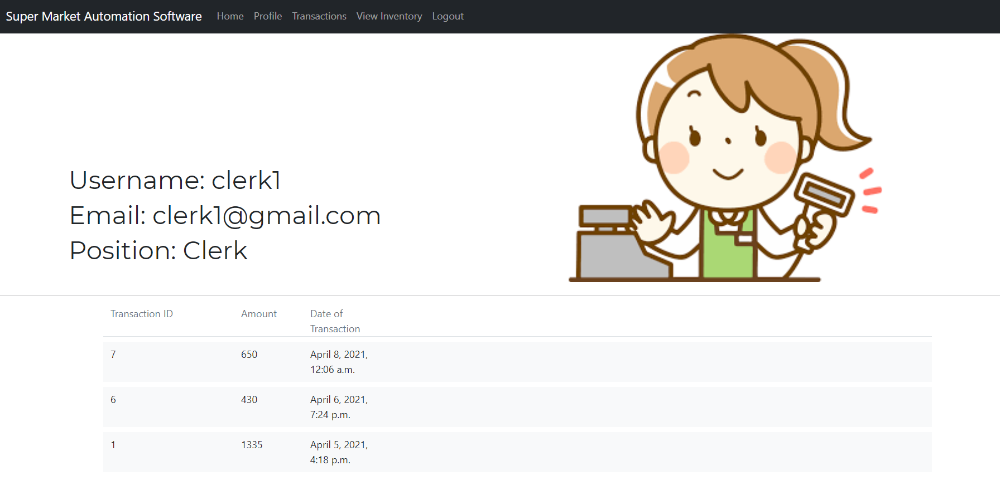 Super Market Automation Software Home Profile Transactions View Inventory Logout
Username: clerk1
Email: clerk1@gmail.com
Position: Clerk
Transaction ID Amount Date of
Transaction
7 650 April 8, 2021,
12:06 a.m.
6 430 April 6, 2021,
7:24 p.m.
1 1335 April 5, 2021,
4:18 p.m.